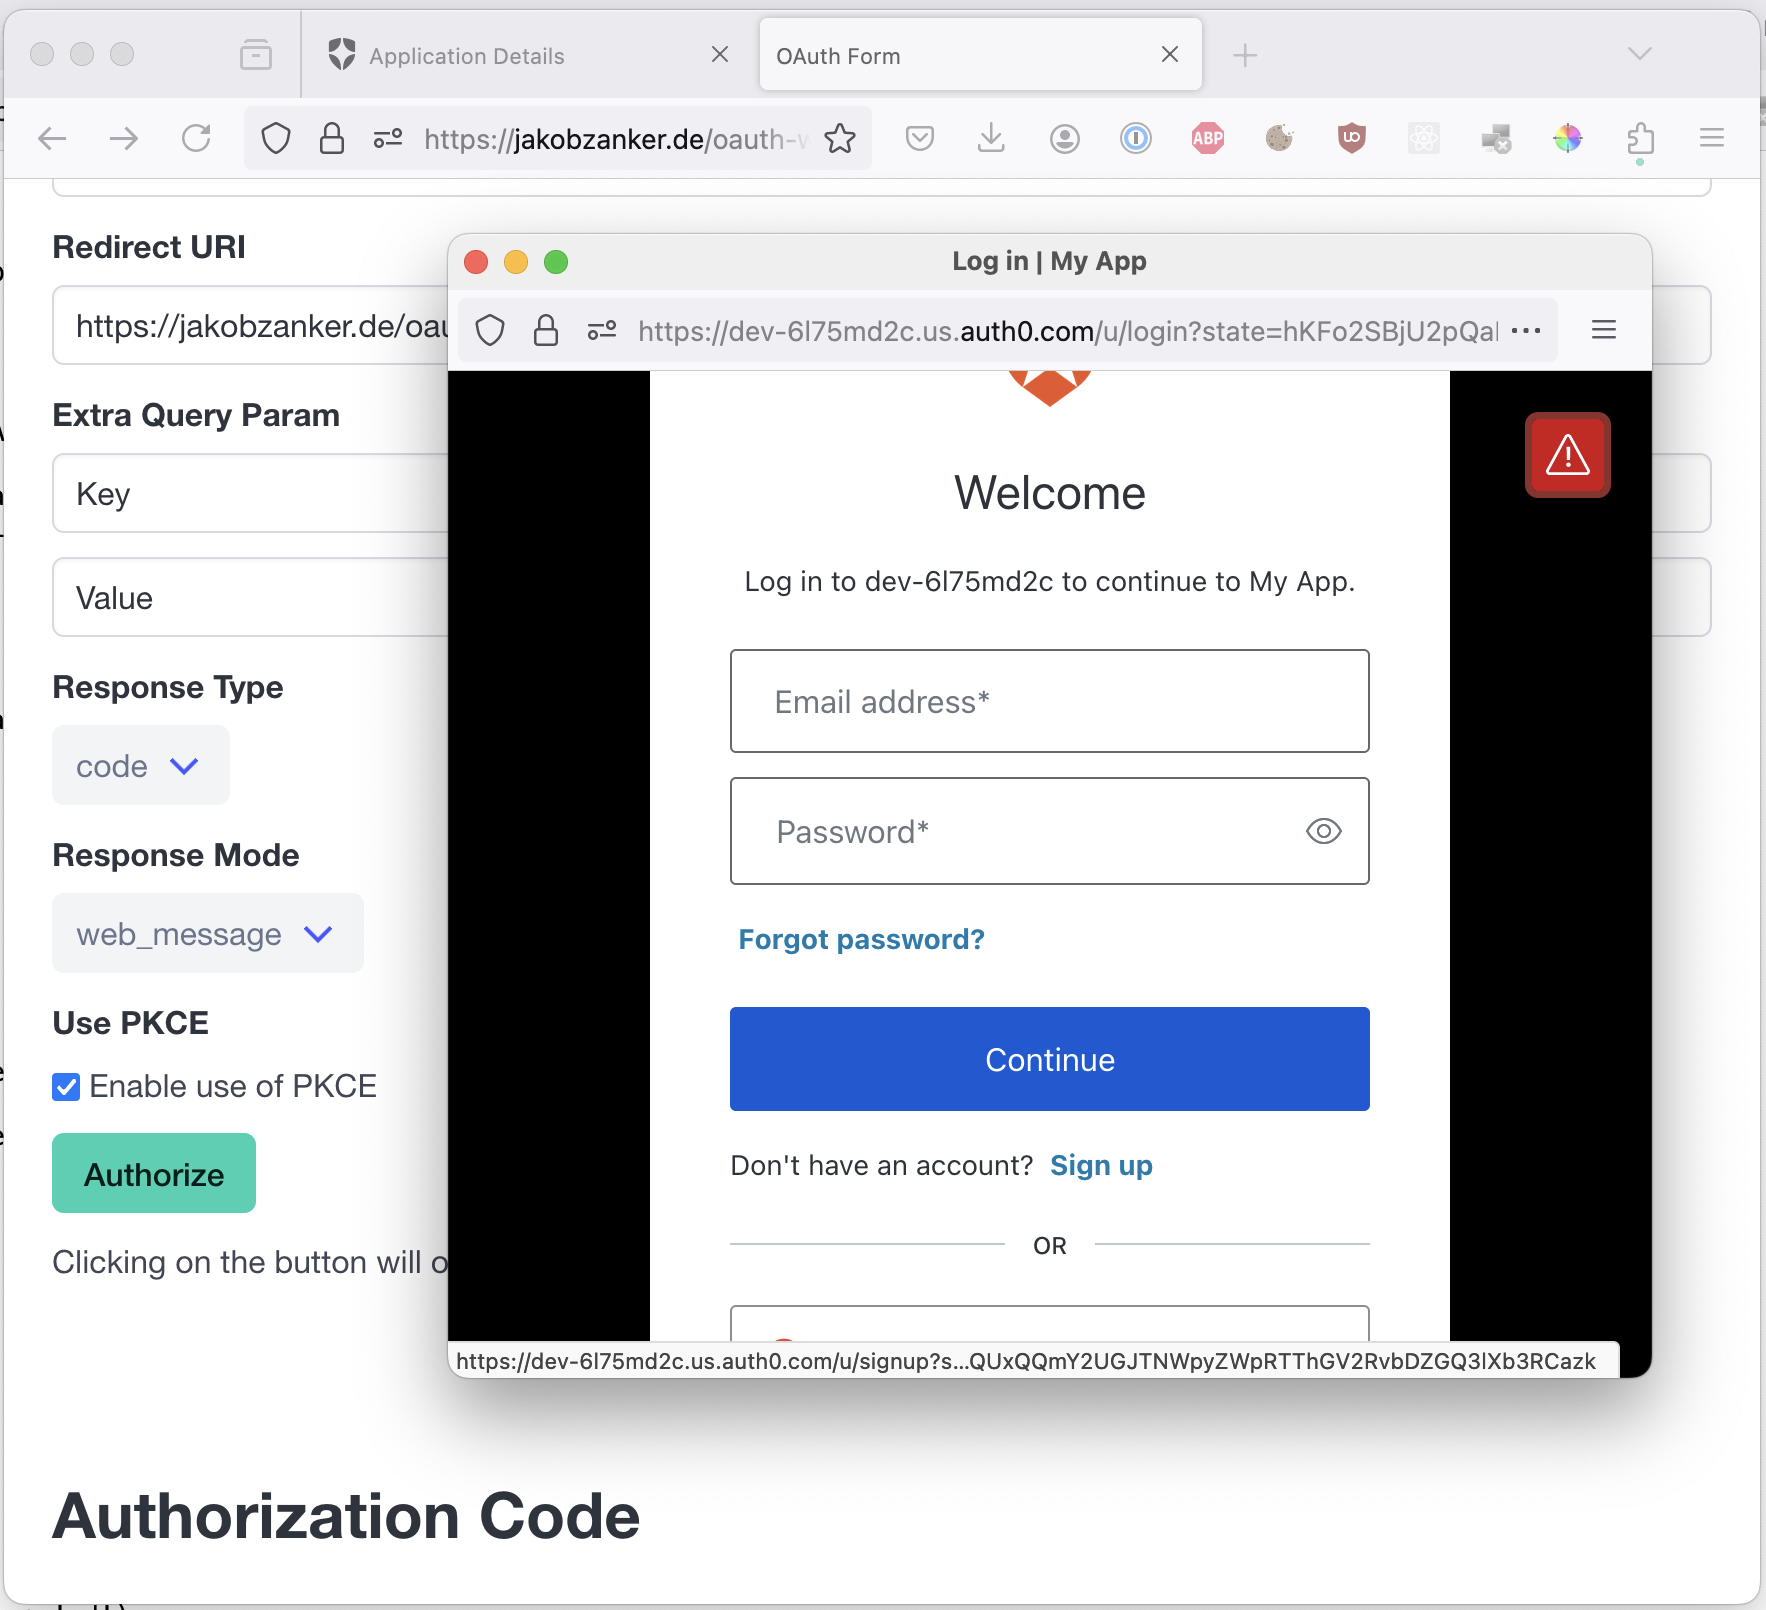 Application Details
OAuth Form
https://jakobzanker.de/oauth-w
ABP
Redirect URI
https://jakobzanker.de/oau
Extra Query Param
Key
Value
Response Type
code
Response Mode
web_message
Use PKCE
Enable use of PKCE
Authorize
Clicking on the button will o
Log in | My App
https://dev-6l75md2c.us.auth0.com/u/login?state=hKFo2SBjU2pQal
Welcome
Log in to dev-6l75md2c to continue to My App.
Email address*
Password*
Forgot password?
Continue
Don't have an account? Sign up
OR
https://dev-6l75md2c.us.auth0.com/u/signup?s...QUxQQmY2UGJTNWpyZWpRTThGV2RvbDZGQ3lXb3RCazk
Authorization Code